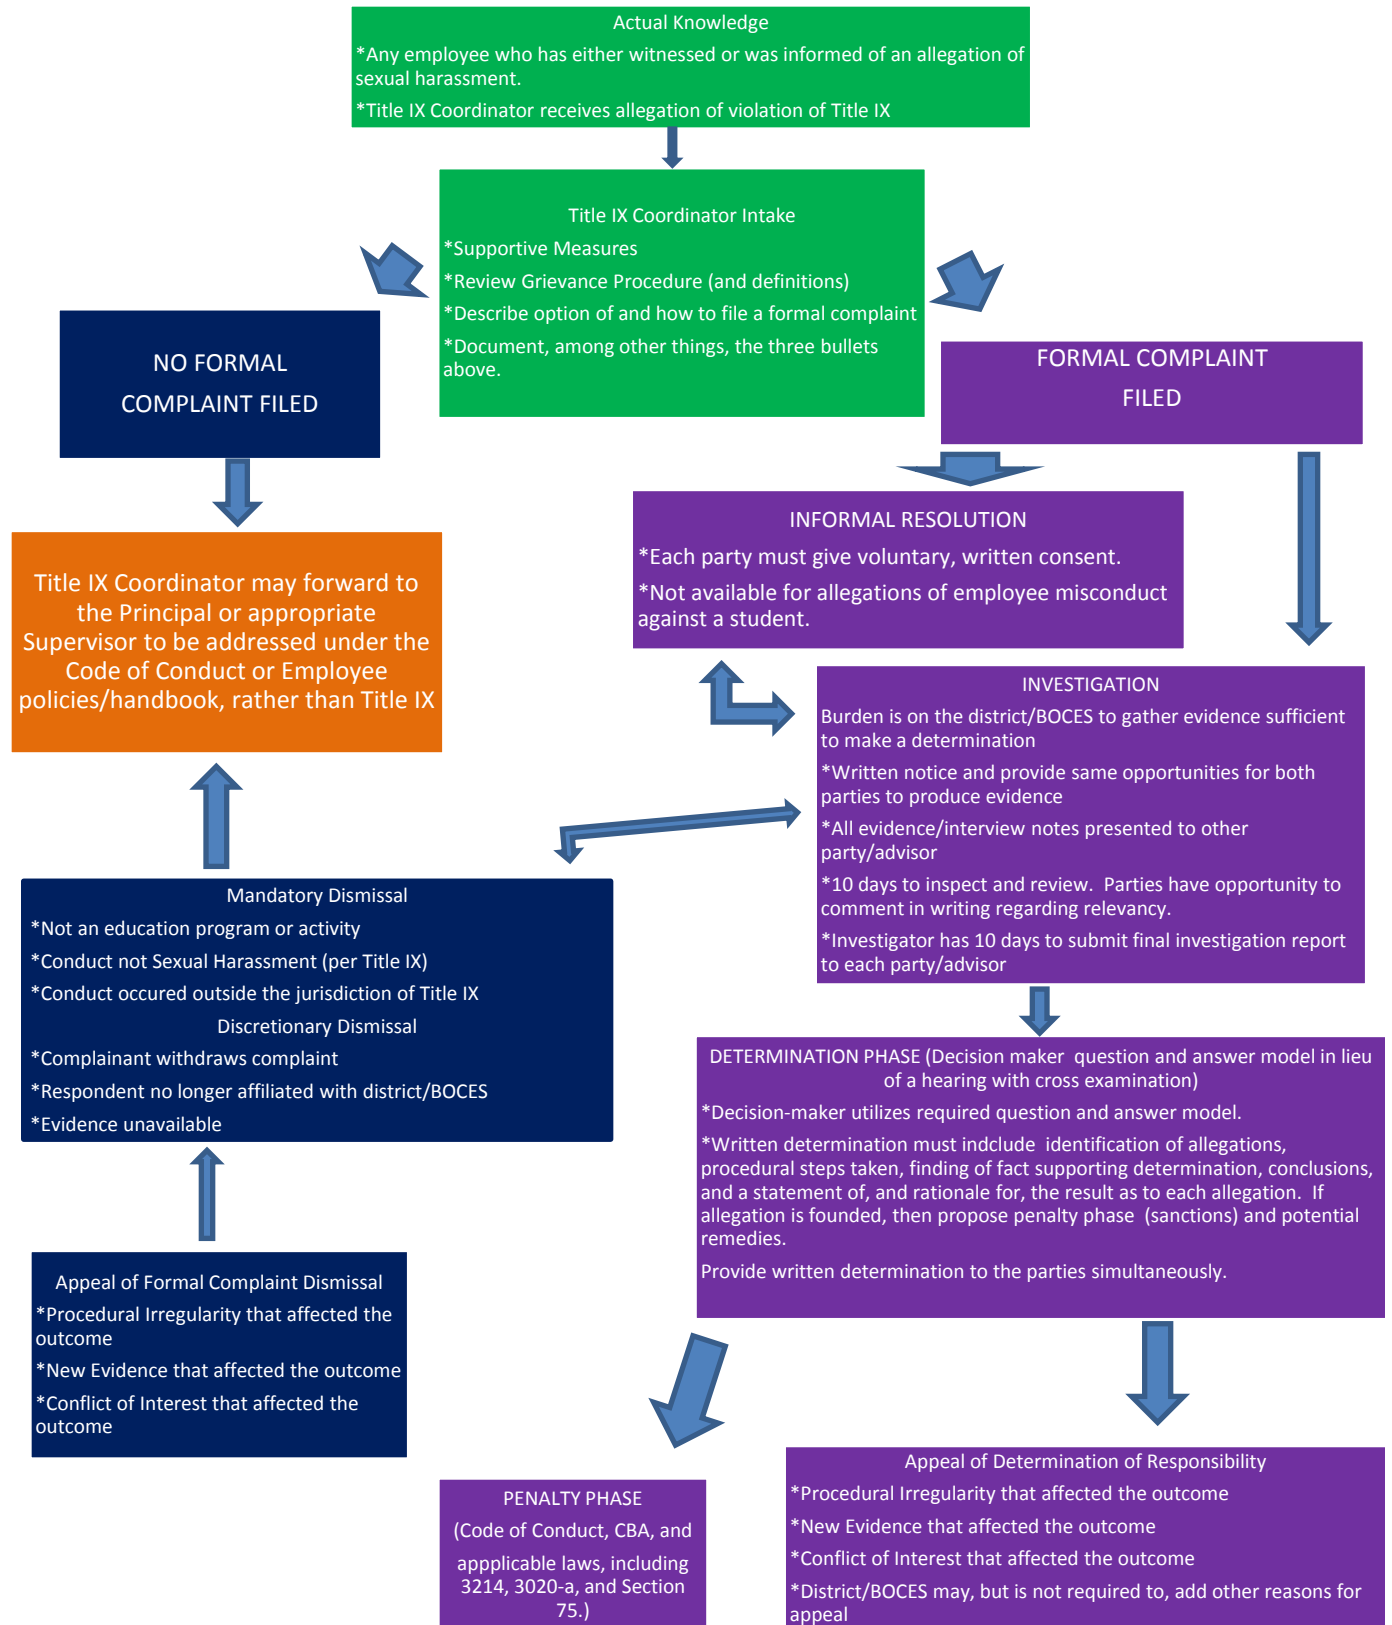 Actual Knowledge
*Any employee who has either witnessed or was informed of an allegation of
sexual harassment.
*Title IX Coordinator receives allegation of violation of Title IX
Title IX Coordinator Intake
*Supportive Measures
*Review Grievance Procedure (and definitions)
*Describe option of and how to file a formal complaint
*Document, among other things, the three bullets
above.
NO FORMAL
COMPLAINT FILED
FORMAL COMPLAINT
FILED
INFORMAL RESOLUTION
*Each party must give voluntary, written consent.
*Not available for allegations of employee misconduct
against a student.
Title IX Coordinator may forward to
the Principal or appropriate
Supervisor to be addressed under the
Code of Conduct or Employee
policies/handbook, rather than Title IX
INVESTIGATION
Burden is on the district/BOCES to gather evidence sufficient
to make a determination
*Written notice and provide same opportunities for both
parties to produce evidence
*All evidence/interview notes presented to other
party/advisor
*10 days to inspect and review.  Parties have opportunity to
comment in writing regarding relevancy.
*Investigator has 10 days to submit final investigation report
to each party/advisor
Mandatory Dismissal
*Not an education program or activity
*Conduct not Sexual Harassment (per Title IX)
*Conduct occured outside the jurisdiction of Title IX
Discretionary Dismissal
*Complainant withdraws complaint
*Respondent no longer affiliated with district/BOCES
*Evidence unavailable
DETERMINATION PHASE (Decision maker  question and answer model in lieu
of a hearing with cross examination)
*Decision-maker utilizes required question and answer model.
*Written determination must indclude  identification of allegations,
procedural steps taken, finding of fact supporting determination, conclusions,
and a statement of, and rationale for, the result as to each allegation.  If
allegation is founded, then propose penalty phase  (sanctions) and potential
remedies.
Provide written determination to the parties simultaneously.
Appeal of Formal Complaint Dismissal
*Procedural Irregularity that affected the
outcome
*New Evidence that affected the outcome
*Conflict of Interest that affected the
outcome
PENALTY PHASE
(Code of Conduct, CBA, and
appplicable laws, including
3214, 3020-a, and Section
75.)
Appeal of Determination of Responsibility
*Procedural Irregularity that affected the outcome
*New Evidence that affected the outcome
*Conflict of Interest that affected the outcome
*District/BOCES may, but is not required to, add other reasons for
appeal